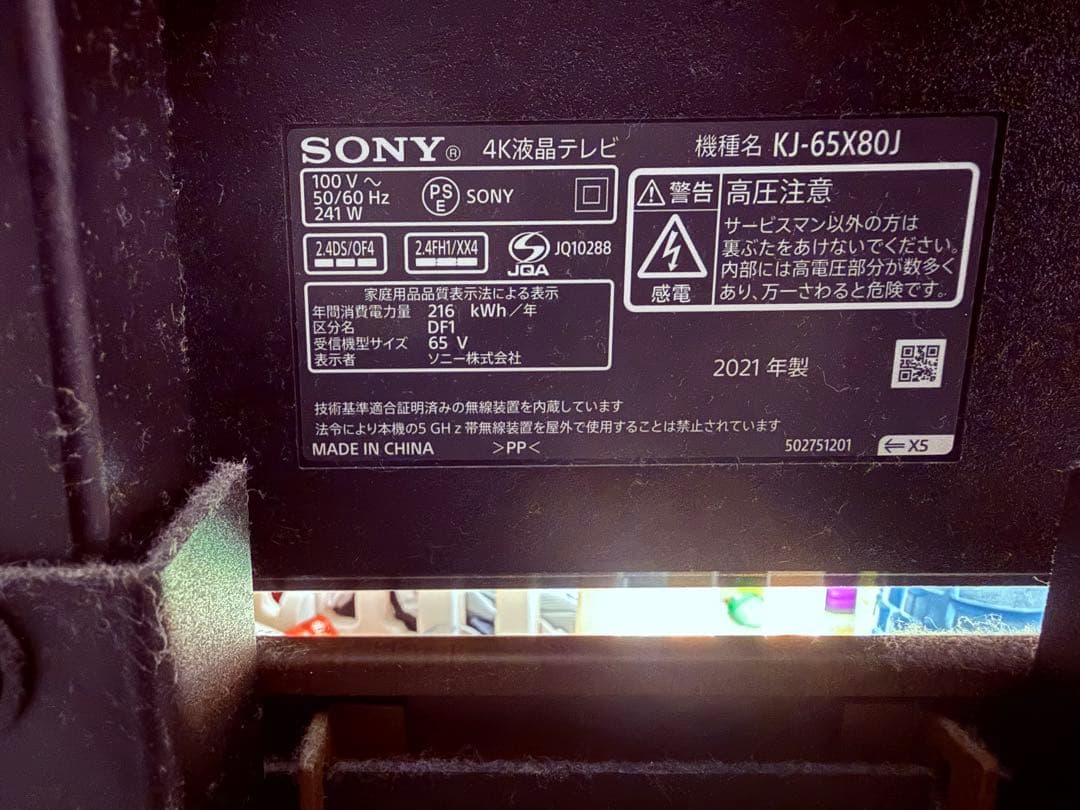 SONY® 4K液晶テレビ 機種名 KJ-65X80J
100 V ～
50/60 Hz
241 W
PS
E
SONY
2.4DS/OF4
2.4FH1/XX4
JQA
JQ10288
警告
感電
高圧注意
サービスマン以外の方は
裏ぶたをあけないでください。
内部には高電圧部分が数多く
あり、万一さわると危険です。
家庭用品品質表示法による表示
年間消費電力量 216 kWh／年
区分名 DF1
受信機型サイズ 65 V
表示者 ソニー株式会社
2021 年製
技術基準適合証明済みの無線装置を内蔵しています
法令により本機の5 GHｚ帯無線装置を屋外で使用することは禁止されています
MADE IN CHINA >PP< 502751201 ⇐X5